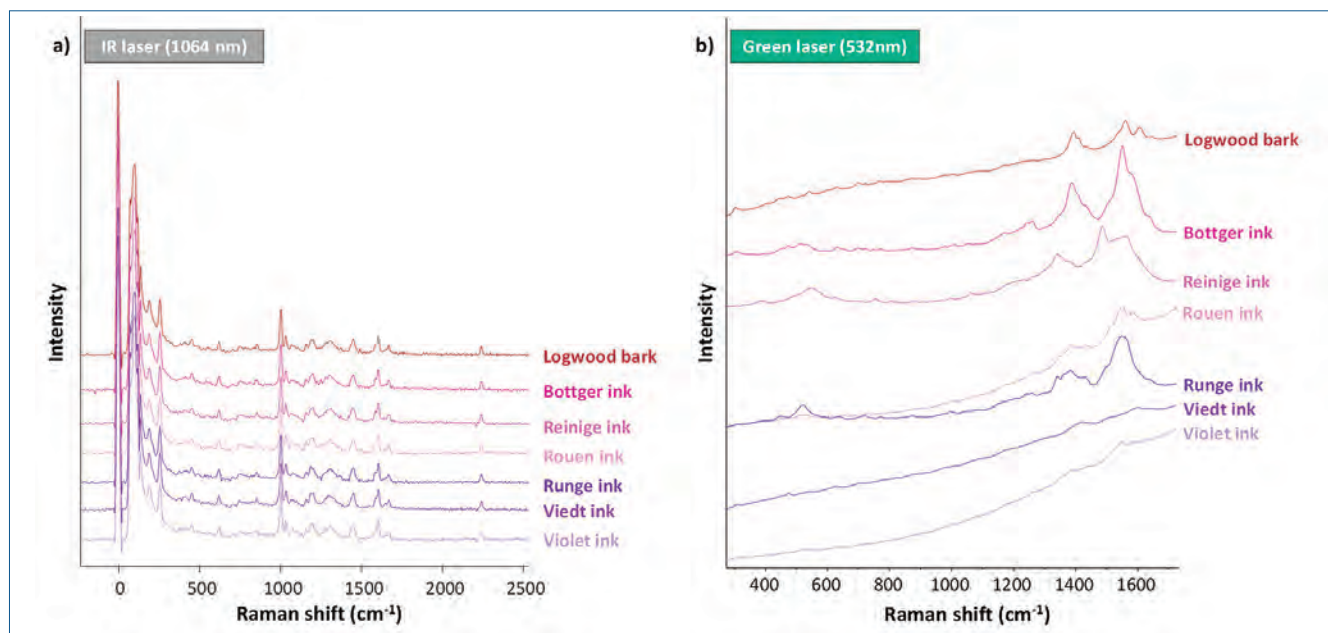 a)
IR laser (1064 nm)
Intensity
Logwood bark
Bottger ink
Reinige ink
Rouen ink
Runge ink
Viedt ink
Violet ink
0 500 1000 1500 2000 2500
Raman shift (cm⁻¹)
b)
Green laser (532nm)
Intensity
Logwood bark
Bottger ink
Reinige ink
Rouen ink
Runge ink
Viedt ink
Violet ink
400 600 800 1000 1200 1400 1600
Raman shift (cm⁻¹)